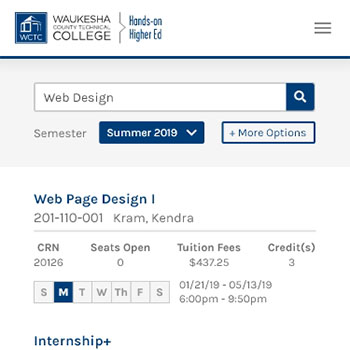 WCTC
WAUKESHA
COUNTY TECHNICAL
COLLEGE
Hands-on
Higher Ed
Web Design
Semester Summer 2019 + More Options
Web Page Design I
201-110-001 Kram, Kendra
CRN Seats Open Tuition Fees Credit(s)
20126 0 $437.25 3
S M T W Th F S
01/21/19 - 05/13/19
6:00pm - 9:50pm
Internship+